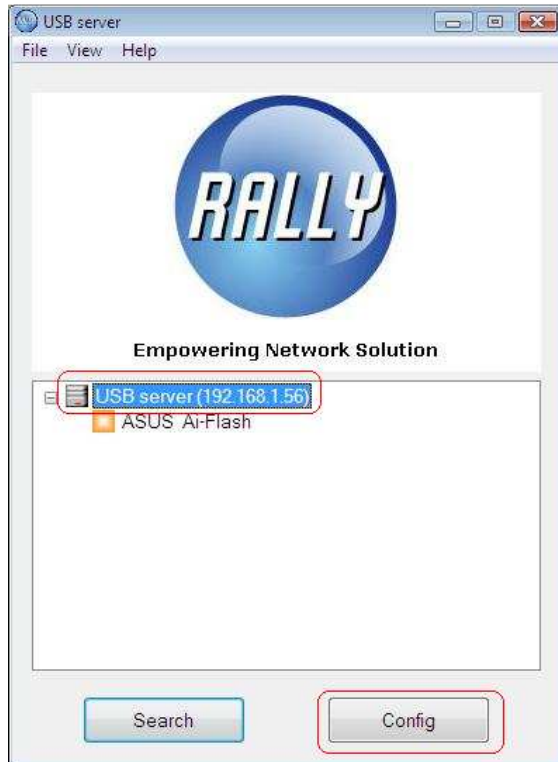 USB server
File View Help
RALLY
Empowering Network Solution
USB server (192.168.1.56)
ASUS Ai-Flash
Search
Config